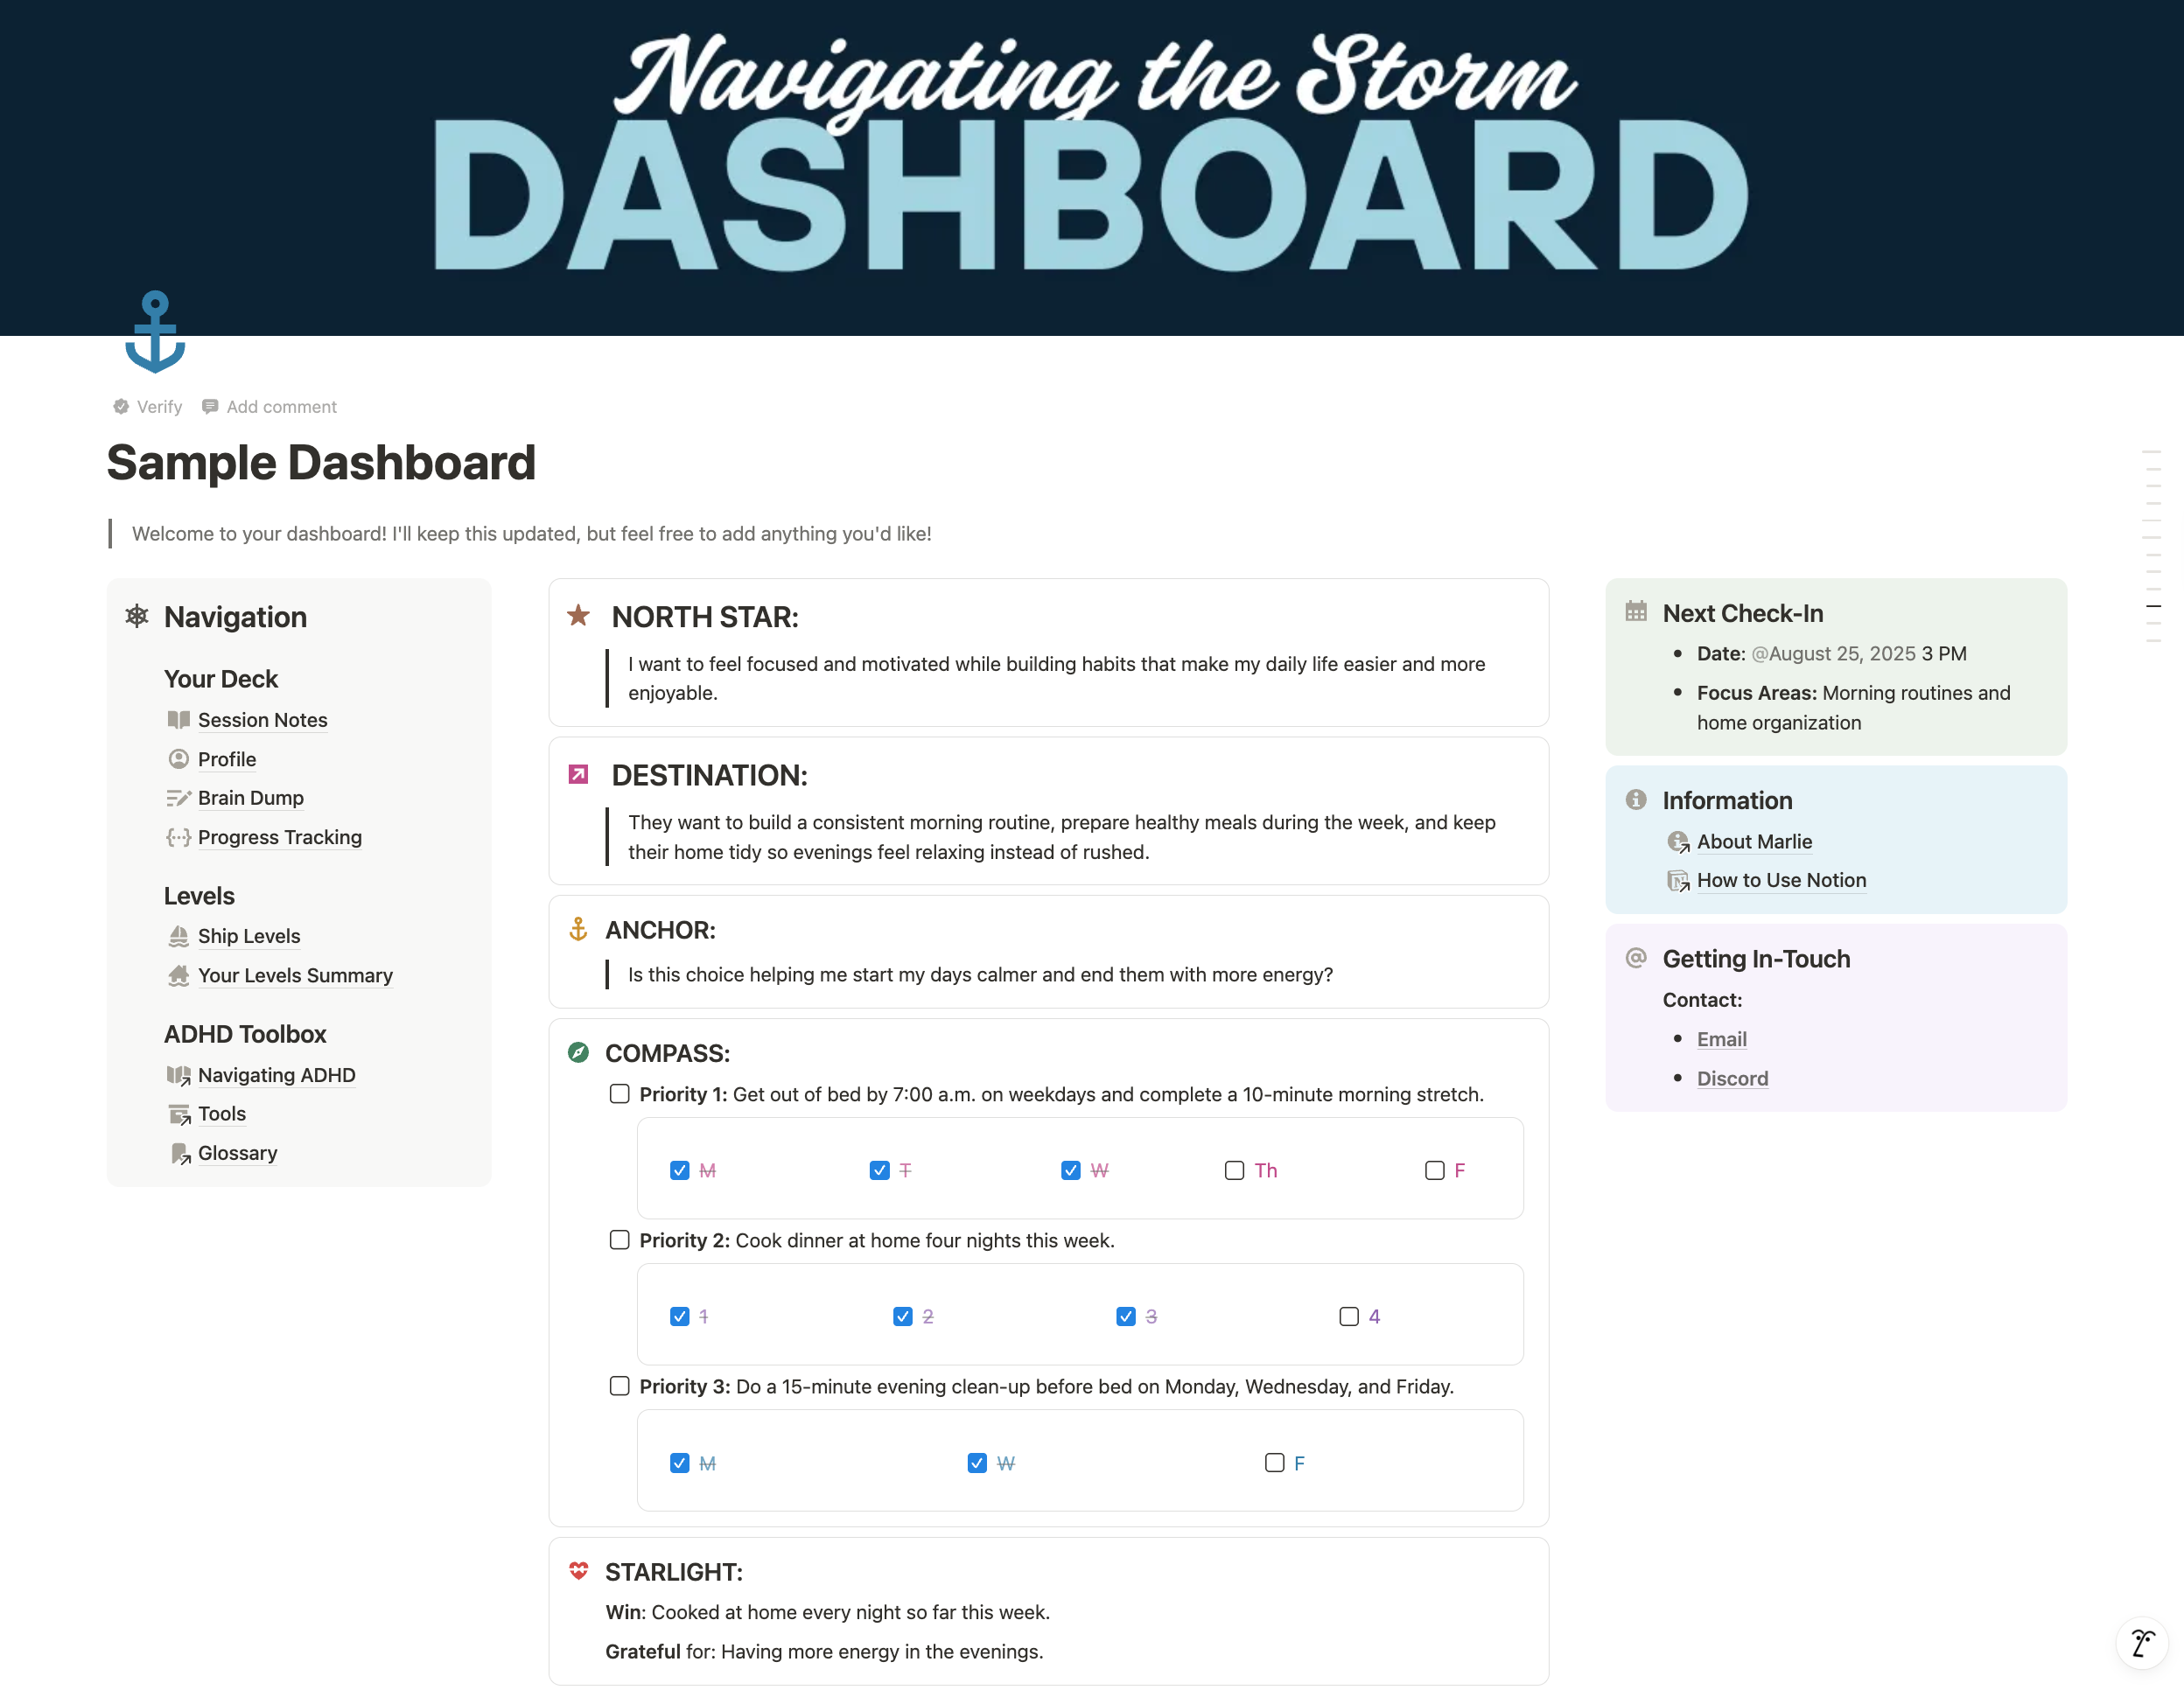 Navigating the Storm
DASHBOARD
Verify Add comment
Sample Dashboard
Welcome to your dashboard! I'll keep this updated, but feel free to add anything you'd like!
Navigation
Your Deck
Session Notes
Profile
Brain Dump
Progress Tracking
Levels
Ship Levels
Your Levels Summary
ADHD Toolbox
Navigating ADHD
Tools
Glossary
NORTH STAR:
I want to feel focused and motivated while building habits that make my daily life easier and more
enjoyable.
DESTINATION:
They want to build a consistent morning routine, prepare healthy meals during the week, and keep
their home tidy so evenings feel relaxing instead of rushed.
ANCHOR:
Is this choice helping me start my days calmer and end them with more energy?
COMPASS:
Priority 1: Get out of bed by 7:00 a.m. on weekdays and complete a 10-minute morning stretch.
M T W Th F
Priority 2: Cook dinner at home four nights this week.
1 2 3 4
Priority 3: Do a 15-minute evening clean-up before bed on Monday, Wednesday, and Friday.
M W F
STARLIGHT:
Win: Cooked at home every night so far this week.
Grateful for: Having more energy in the evenings.
Next Check-In
• Date: @August 25, 2025 3 PM
• Focus Areas: Morning routines and
home organization
Information
About Marlie
How to Use Notion
Getting In-Touch
Contact:
• Email
• Discord